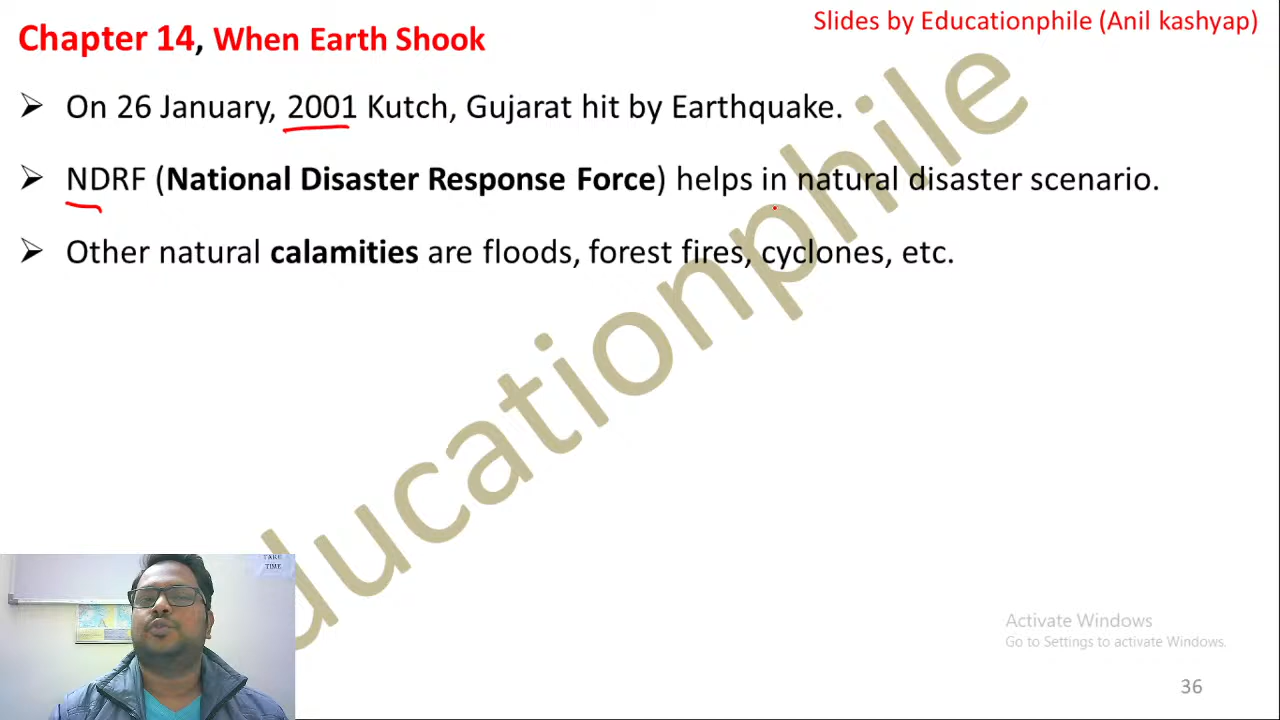 Slides by Educationphile (Anil kashyap)
Chapter 14, When Earth Shook
➢ On 26 January, 2001 Kutch, Gujarat hit by Earthquake.
➢ NDRF (National Disaster Response Force) helps in natural disaster scenario.
➢ Other natural calamities are floods, forest fires, cyclones, etc.
Educationphile
TAKE
TIME
Activate Windows
Go to Settings to activate Windows.
36